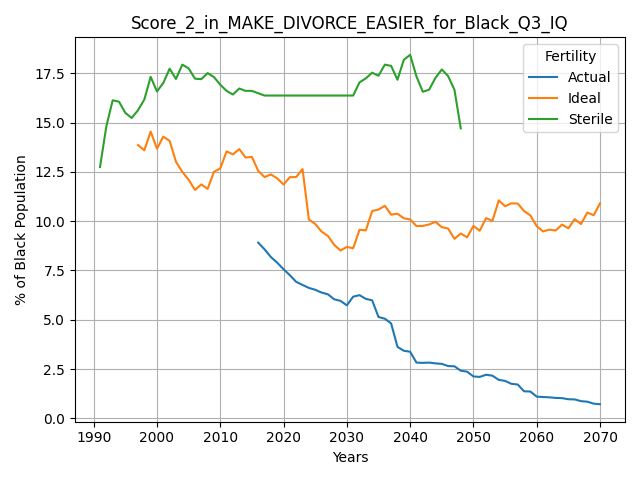 Score_2_in_MAKE_DIVORCE_EASIER_for_Black_Q3_IQ
% of Black Population
17.5
15.0
12.5
10.0
7.5
5.0
2.5
0.0
Fertility
Actual
Ideal
Sterile
1990 2000 2010 2020 2030 2040 2050 2060 2070
Years